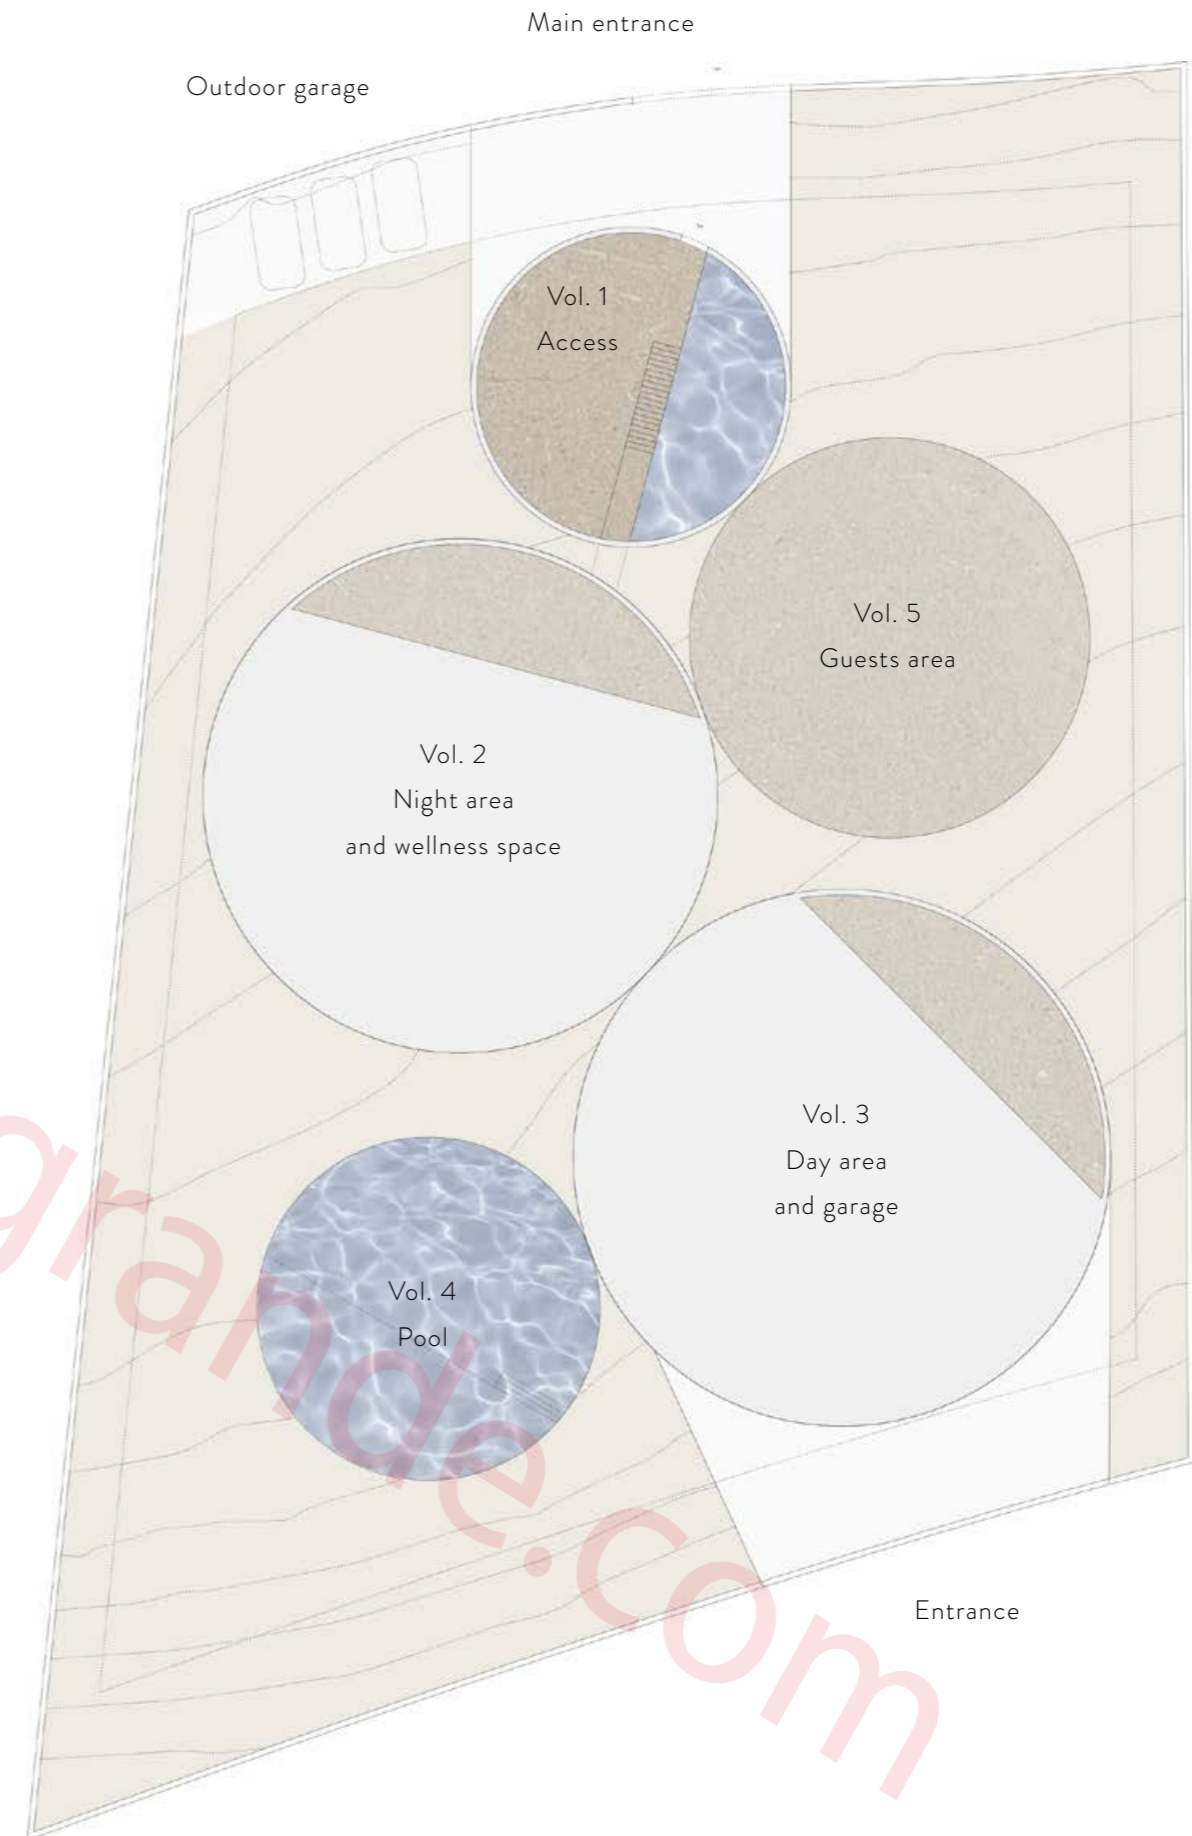 Main entrance
Outdoor garage
Vol. 1
Access
Vol. 5
Guests area
Vol. 2
Night area
and wellness space
Vol. 3
Day area
and garage
Vol. 4
Pool
Entrance
grande.com